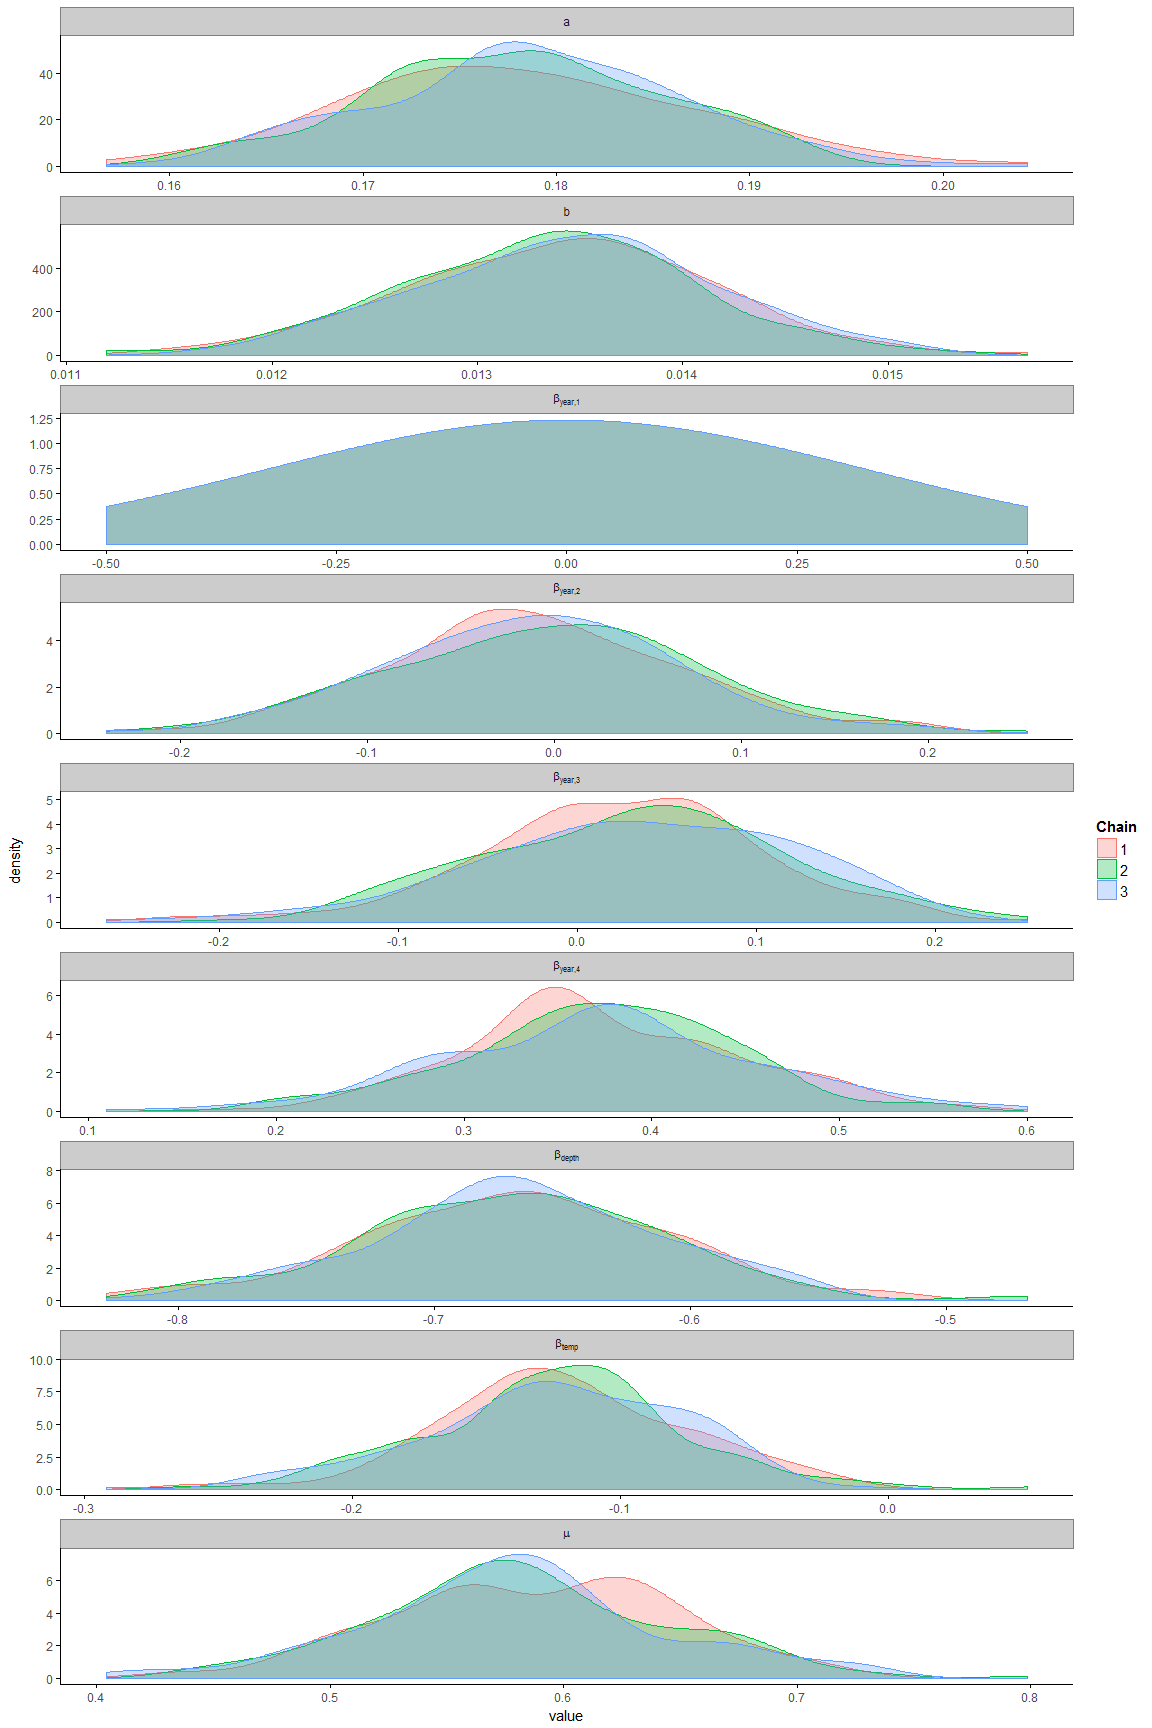 a
40
20
0
0.16 0.17 0.18 0.19 0.20
b
400
200
0
0.011 0.012 0.013 0.014 0.015
βyear,1
1.25
1.00
0.75
0.50
0.25
0.00
-0.50 -0.25 0.00 0.25 0.50
βyear,2
4
2
0
-0.2 -0.1 0.0 0.1 0.2
βyear,3
5
4
3
2
1
0
-0.2 -0.1 0.0 0.1 0.2
βyear,4
6
4
2
0
0.1 0.2 0.3 0.4 0.5 0.6
βdepth
8
6
4
2
0
-0.8 -0.7 -0.6 -0.5
βtemp
10.0
7.5
5.0
2.5
0.0
-0.3 -0.2 -0.1 0.0
μ
6
4
2
0
0.4 0.5 0.6 0.7 0.8
value
density
Chain
1
2
3